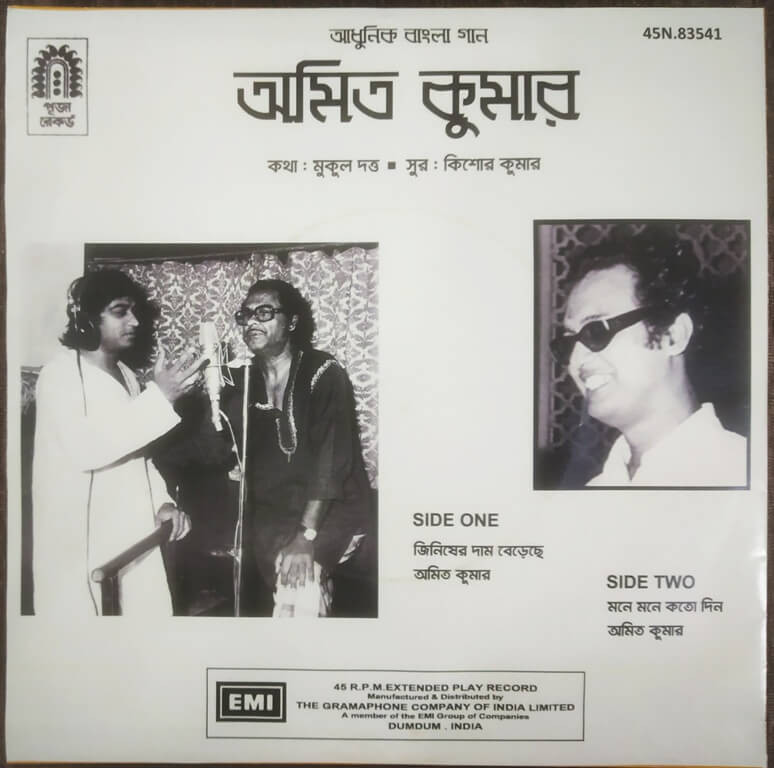 আধুনিক বাংলা গান
45N.83541
পূজা
রেকর্ড
অমিত কুমার
কথা : মুকুল দত্ত ▪ সুর : কিশোর কুমার
SIDE ONE
জিনিষের দাম বেড়েছে
অমিত কুমার
SIDE TWO
মনে মনে কতো দিন
অমিত কুমার
EMI
45 R.P.M.EXTENDED PLAY RECORD
Manufactured & Distributed by
THE GRAMAPHONE COMPANY OF INDIA LIMITED
A member of the EMI Group of Companies
DUMDUM . INDIA